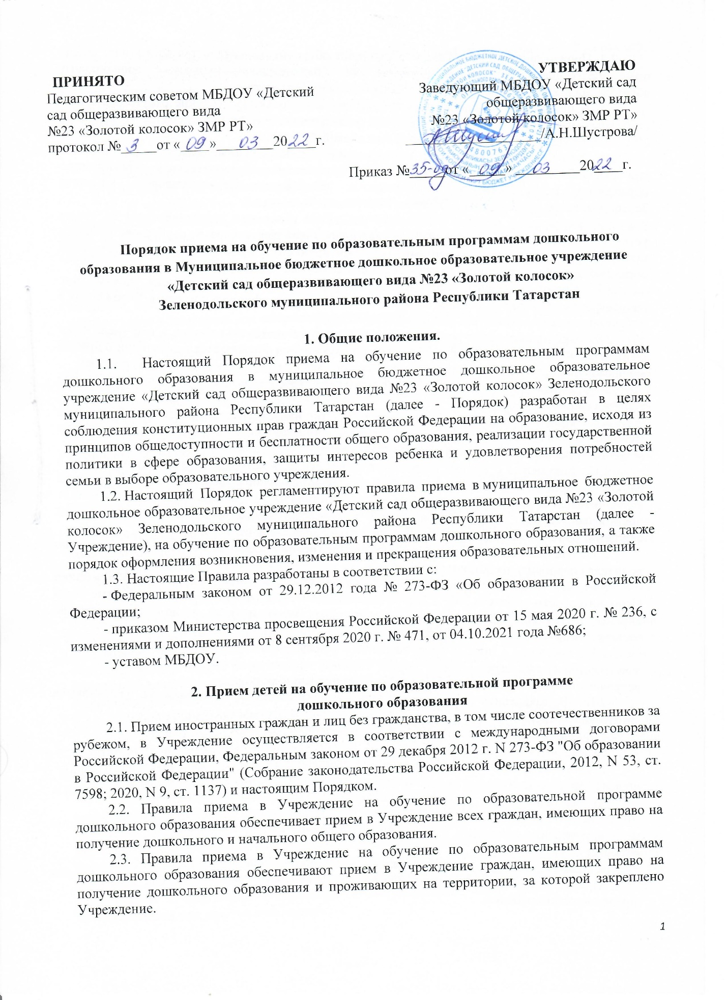 ПРИНЯТО
Педагогическим советом МБДОУ «Детский
сад общеразвивающего вида
№23 «Золотой колосок» ЗМР РТ»
протокол № 3 от « 09 » 03 2022 г.
УТВЕРЖДАЮ
Заведующий МБДОУ «Детский сад
общеразвивающего вида
№23 «Золотой колосок» ЗМР РТ»
/А.Н.Шустрова/
Приказ № 35-од от « 09 » 03 2022 г.
Порядок приема на обучение по образовательным программам дошкольного
образования в Муниципальное бюджетное дошкольное образовательное учреждение
«Детский сад общеразвивающего вида №23 «Золотой колосок»
Зеленодольского муниципального района Республики Татарстан
1. Общие положения.
1.1. Настоящий Порядок приема на обучение по образовательным программам
дошкольного образования в муниципальное бюджетное дошкольное образовательное
учреждение «Детский сад общеразвивающего вида №23 «Золотой колосок» Зеленодольского
муниципального района Республики Татарстан (далее - Порядок) разработан в целях
соблюдения конституционных прав граждан Российской Федерации на образование, исходя из
принципов общедоступности и бесплатности общего образования, реализации государственной
политики в сфере образования, защиты интересов ребенка и удовлетворения потребностей
семьи в выборе образовательного учреждения.
1.2. Настоящий Порядок регламентируют правила приема в муниципальное бюджетное
дошкольное образовательное учреждение «Детский сад общеразвивающего вида №23 «Золотой
колосок» Зеленодольского муниципального района Республики Татарстан (далее -
Учреждение), на обучение по образовательным программам дошкольного образования, а также
порядок оформления возникновения, изменения и прекращения образовательных отношений.
1.3. Настоящие Правила разработаны в соответствии с:
- Федеральным законом от 29.12.2012 года № 273-ФЗ «Об образовании в Российской
Федерации;
- приказом Министерства просвещения Российской Федерации от 15 мая 2020 г. № 236, с
изменениями и дополнениями от 8 сентября 2020 г. № 471, от 04.10.2021 года №686;
- уставом МБДОУ.
2. Прием детей на обучение по образовательной программе
дошкольного образования
2.1. Прием иностранных граждан и лиц без гражданства, в том числе соотечественников за
рубежом, в Учреждение осуществляется в соответствии с международными договорами
Российской Федерации, Федеральным законом от 29 декабря 2012 г. N 273-ФЗ "Об образовании
в Российской Федерации" (Собрание законодательства Российской Федерации, 2012, N 53, ст.
7598; 2020, N 9, ст. 1137) и настоящим Порядком.
2.2. Правила приема в Учреждение на обучение по образовательной программе
дошкольного образования обеспечивает прием в Учреждение всех граждан, имеющих право на
получение дошкольного и начального общего образования.
2.3. Правила приема в Учреждение на обучение по образовательным программам
дошкольного образования обеспечивают прием в Учреждение граждан, имеющих право на
получение дошкольного образования и проживающих на территории, за которой закреплено
Учреждение.
1